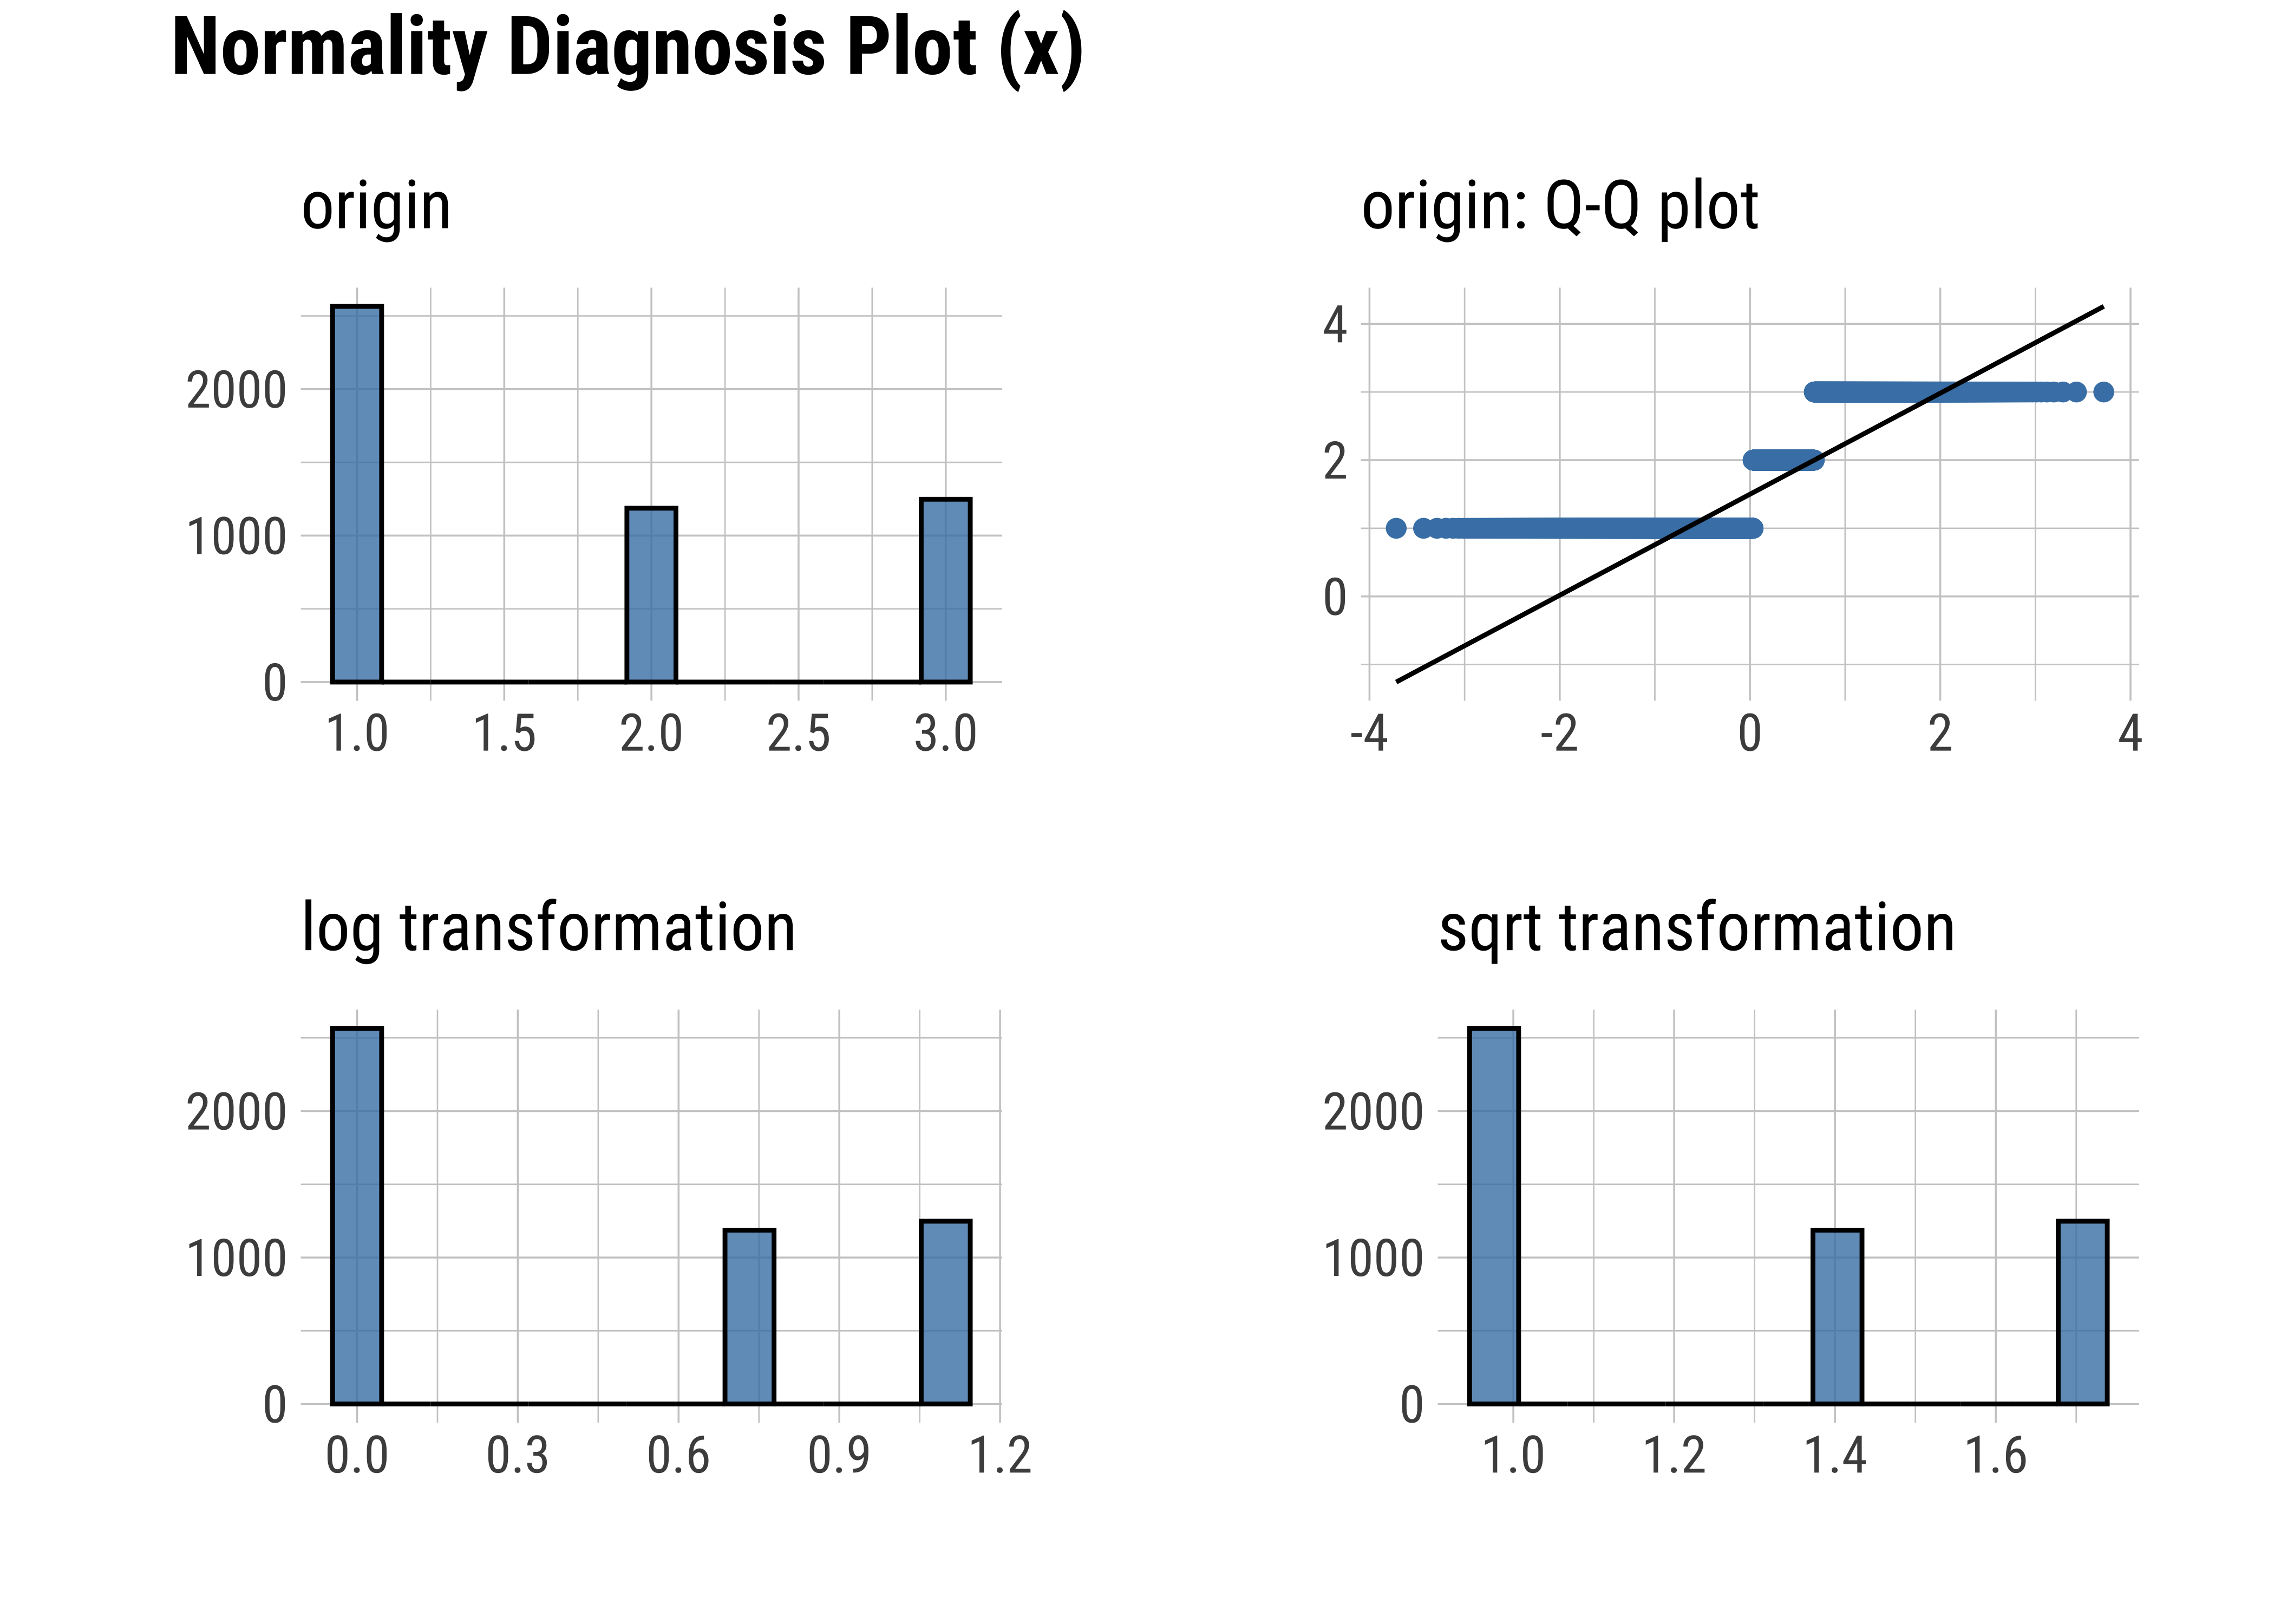 Normality Diagnosis Plot (x)
origin
2000
1000
0
1.0 1.5 2.0 2.5 3.0
origin: Q-Q plot
4
2
0
-4 -2 0 2 4
log transformation
2000
1000
0
0.0 0.3 0.6 0.9 1.2
sqrt transformation
2000
1000
0
1.0 1.2 1.4 1.6